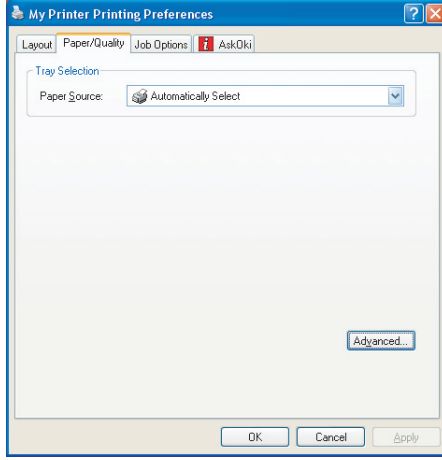 My Printer Printing Preferences
Layout Paper/Quality Job Options i AskOki
Tray Selection
Paper Source: Automatically Select
Advanced...
OK Cancel Apply